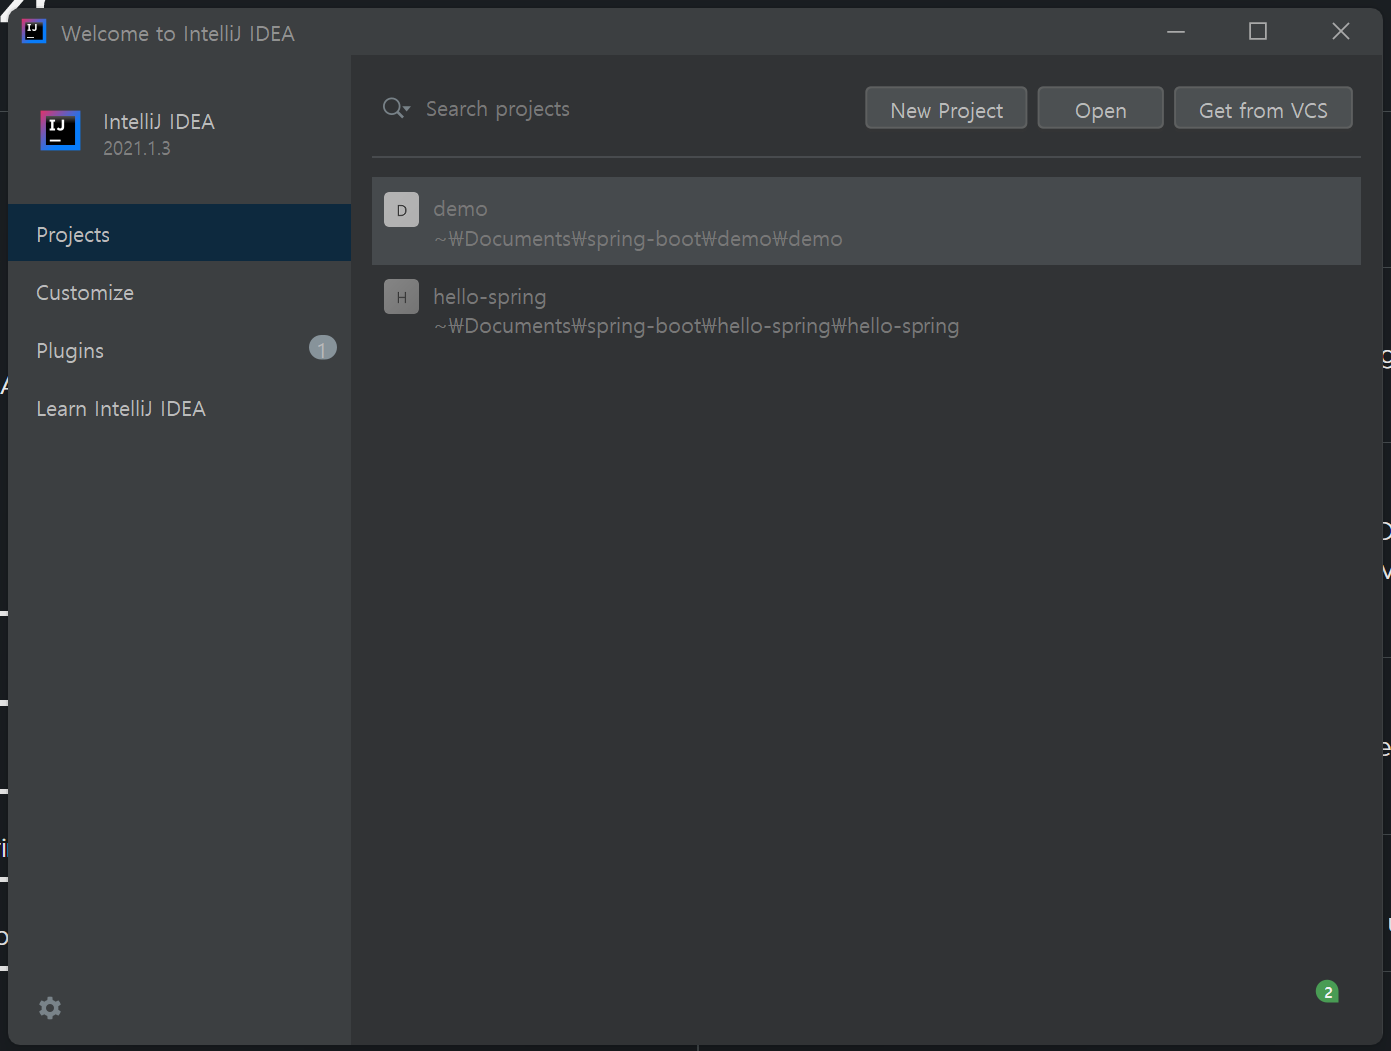 Welcome to IntelliJ IDEA
IntelliJ IDEA
2021.1.3
Projects
Customize
Plugins
1
Learn IntelliJ IDEA
Search projects
New Project
Open
Get from VCS
D
demo
~₩Documents₩spring-boot₩demo₩demo
H
hello-spring
~₩Documents₩spring-boot₩hello-spring₩hello-spring
2